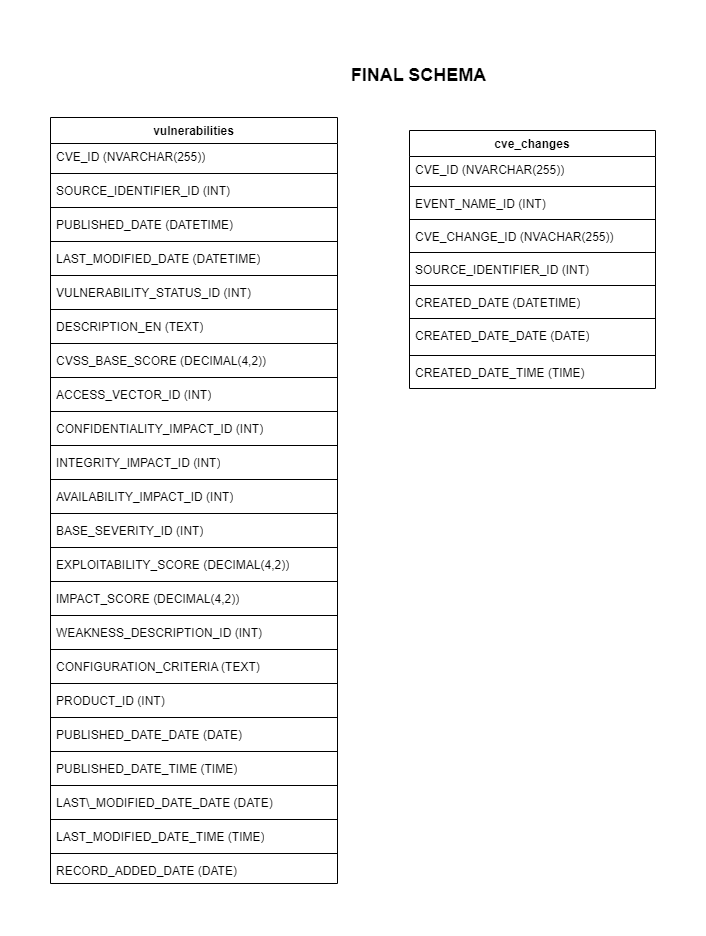 FINAL SCHEMA
vulnerabilities
CVE_ID (NVARCHAR(255))
SOURCE_IDENTIFIER_ID (INT)
PUBLISHED_DATE (DATETIME)
LAST_MODIFIED_DATE (DATETIME)
VULNERABILITY_STATUS_ID (INT)
DESCRIPTION_EN (TEXT)
CVSS_BASE_SCORE (DECIMAL(4,2))
ACCESS_VECTOR_ID (INT)
CONFIDENTIALITY_IMPACT_ID (INT)
INTEGRITY_IMPACT_ID (INT)
AVAILABILITY_IMPACT_ID (INT)
BASE_SEVERITY_ID (INT)
EXPLOITABILITY_SCORE (DECIMAL(4,2))
IMPACT_SCORE (DECIMAL(4,2))
WEAKNESS_DESCRIPTION_ID (INT)
CONFIGURATION_CRITERIA (TEXT)
PRODUCT_ID (INT)
PUBLISHED_DATE_DATE (DATE)
PUBLISHED_DATE_TIME (TIME)
LAST\_MODIFIED_DATE_DATE (DATE)
LAST_MODIFIED_DATE_TIME (TIME)
RECORD_ADDED_DATE (DATE)
cve_changes
CVE_ID (NVARCHAR(255))
EVENT_NAME_ID (INT)
CVE_CHANGE_ID (NVACHAR(255))
SOURCE_IDENTIFIER_ID (INT)
CREATED_DATE (DATETIME)
CREATED_DATE_DATE (DATE)
CREATED_DATE_TIME (TIME)